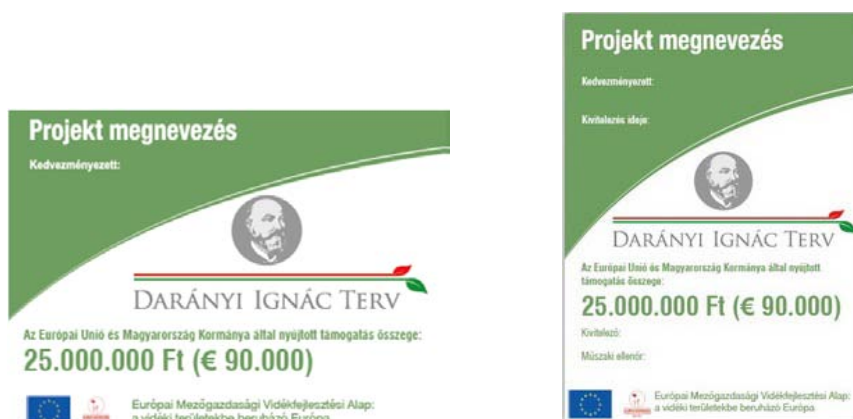 Projekt megnevezés
Kedvezményezett:
DARÁNYI IGNÁC TERV
Az Európai Unió és Magyarország Kormánya által nyújtott támogatás összege:
25.000.000 Ft (€ 90.000)
Európai Mezőgazdasági Vidékfejlesztési Alap:
a vidéki területekbe beruházó Európa
Projekt megnevezés
Kedvezményezett:
Kivitelezés ideje:
DARÁNYI IGNÁC TERV
Az Európai Unió és Magyarország Kormánya által nyújtott
támogatás összege:
25.000.000 Ft (€ 90.000)
Kivitelező:
Műszaki ellenőr:
Európai Mezőgazdasági Vidékfejlesztési Alap:
a vidéki területekbe beruházó Európa